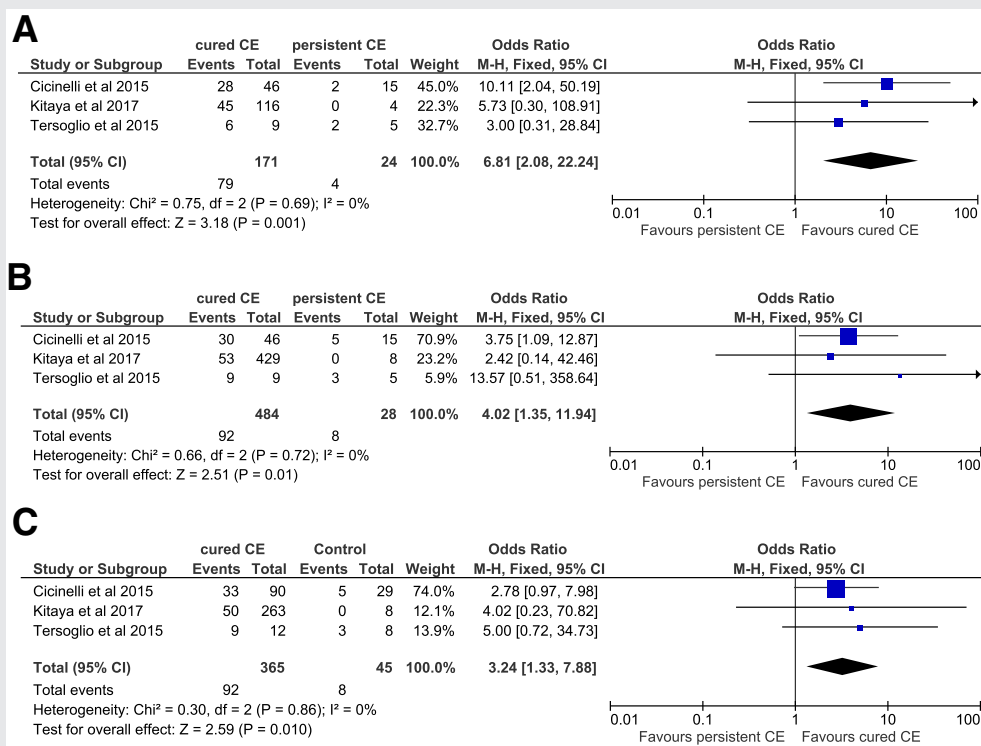 A
cured CE persistent CE Odds Ratio Odds Ratio
Study or Subgroup Events Total Events Total Weight M-H, Fixed, 95% CI M-H, Fixed, 95% CI
Cicinelli et al 2015 28 46 2 15 45.0% 10.11 [2.04, 50.19]
Kitaya et al 2017 45 116 0 4 22.3% 5.73 [0.30, 108.91]
Tersoglio et al 2015 6 9 2 5 32.7% 3.00 [0.31, 28.84]
Total (95% CI) 171 24 100.0% 6.81 [2.08, 22.24]
Total events 79 4
Heterogeneity: Chi² = 0.75, df = 2 (P = 0.69); I² = 0%
Test for overall effect: Z = 3.18 (P = 0.001)
0.01 0.1 1 10 100
Favours persistent CE Favours cured CE
B
cured CE persistent CE Odds Ratio Odds Ratio
Study or Subgroup Events Total Events Total Weight M-H, Fixed, 95% CI M-H, Fixed, 95% CI
Cicinelli et al 2015 30 46 5 15 70.9% 3.75 [1.09, 12.87]
Kitaya et al 2017 53 429 0 8 23.2% 2.42 [0.14, 42.46]
Tersoglio et al 2015 9 9 3 5 5.9% 13.57 [0.51, 358.64]
Total (95% CI) 484 28 100.0% 4.02 [1.35, 11.94]
Total events 92 8
Heterogeneity: Chi² = 0.66, df = 2 (P = 0.72); I² = 0%
Test for overall effect: Z = 2.51 (P = 0.01)
0.01 0.1 1 10 100
Favours persistent CE Favours cured CE
C
cured CE Control Odds Ratio Odds Ratio
Study or Subgroup Events Total Events Total Weight M-H, Fixed, 95% CI M-H, Fixed, 95% CI
Cicinelli et al 2015 33 90 5 29 74.0% 2.78 [0.97, 7.98]
Kitaya et al 2017 50 263 0 8 12.1% 4.02 [0.23, 70.82]
Tersoglio et al 2015 9 12 3 8 13.9% 5.00 [0.72, 34.73]
Total (95% CI) 365 45 100.0% 3.24 [1.33, 7.88]
Total events 92 8
Heterogeneity: Chi² = 0.30, df = 2 (P = 0.86); I² = 0%
Test for overall effect: Z = 2.59 (P = 0.010)
0.01 0.1 1 10 100
Favours persistent CE Favours cured CE